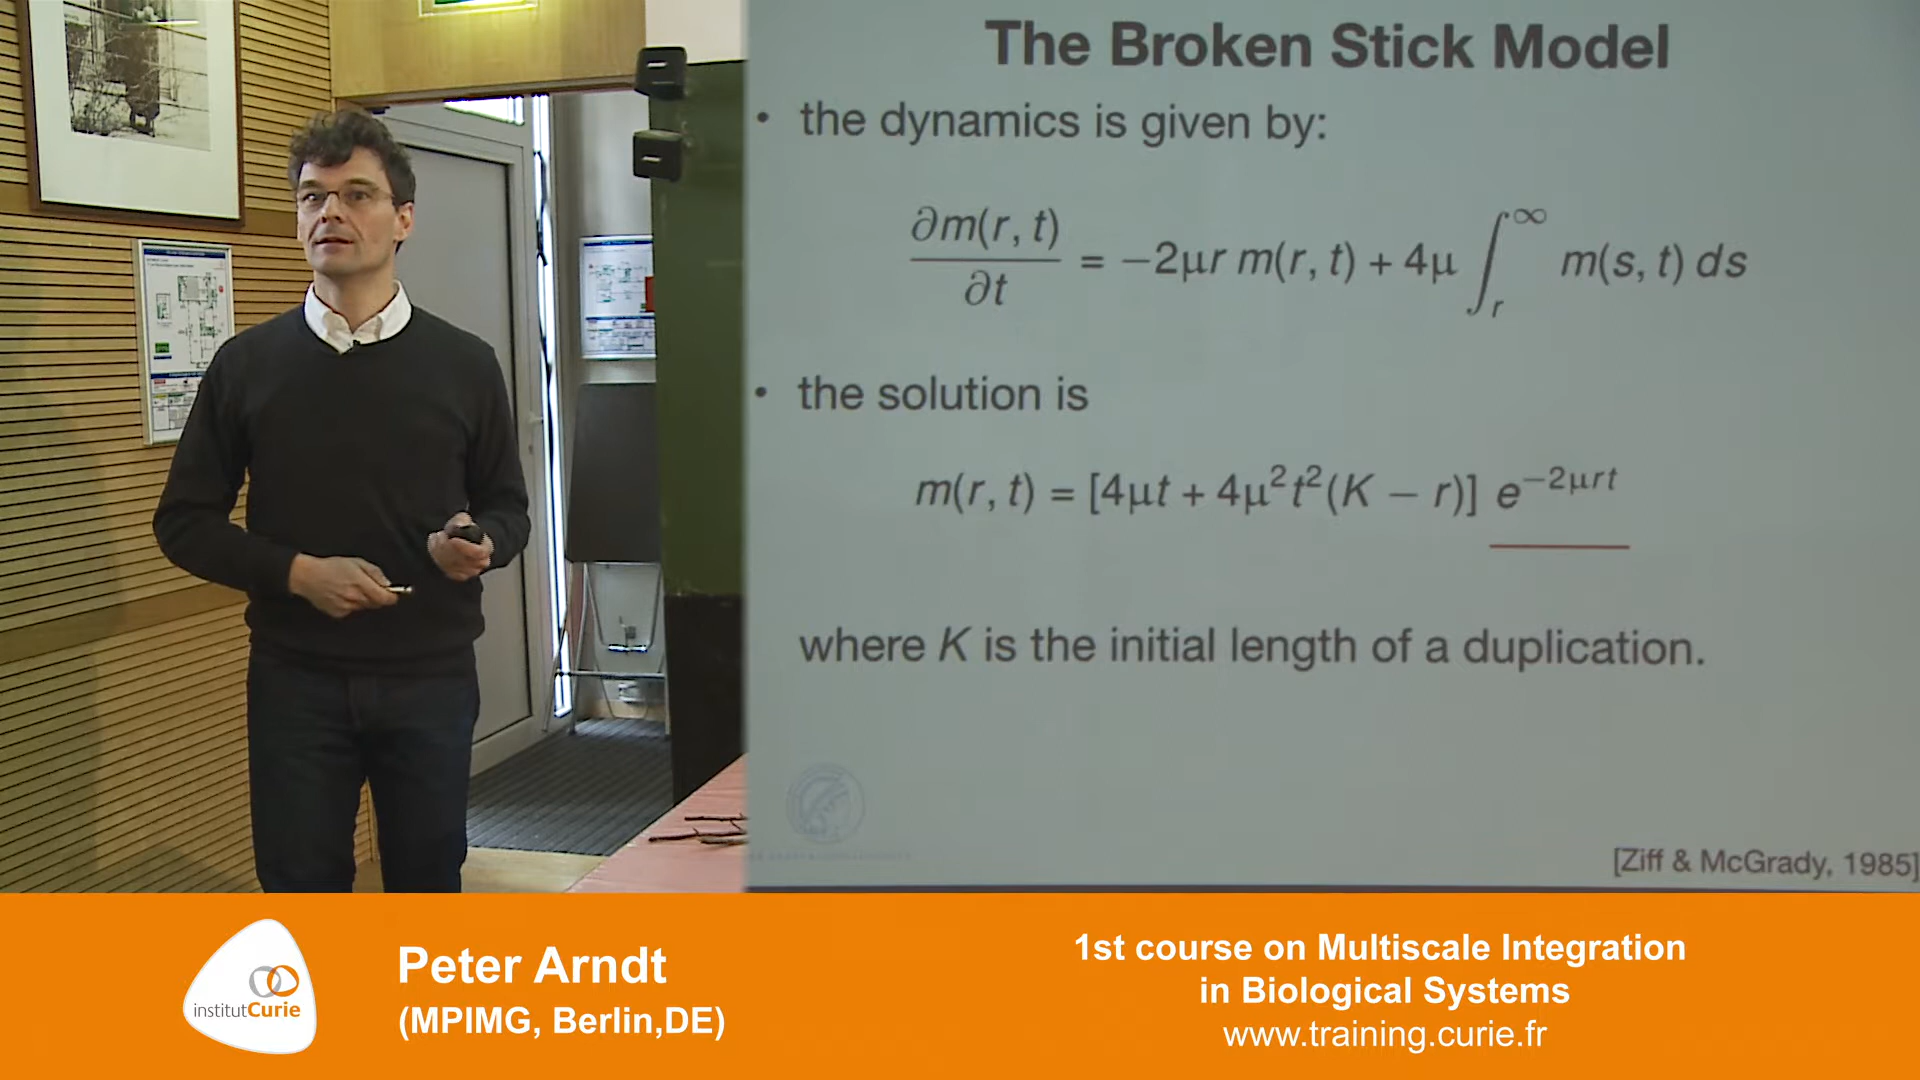 The Broken Stick Model
• the dynamics is given by:
∂m(r, t)
∂t
= −2μr m(r, t) + 4μ ∫_r^∞ m(s, t) ds
• the solution is
m(r, t) = [4μt + 4μ²t²(K − r)] e^{−2μrt}
where K is the initial length of a duplication.
[Ziff & McGrady, 1985]
institutCurie
Peter Arndt
(MPIMG, Berlin,DE)
1st course on Multiscale Integration
in Biological Systems
www.training.curie.fr